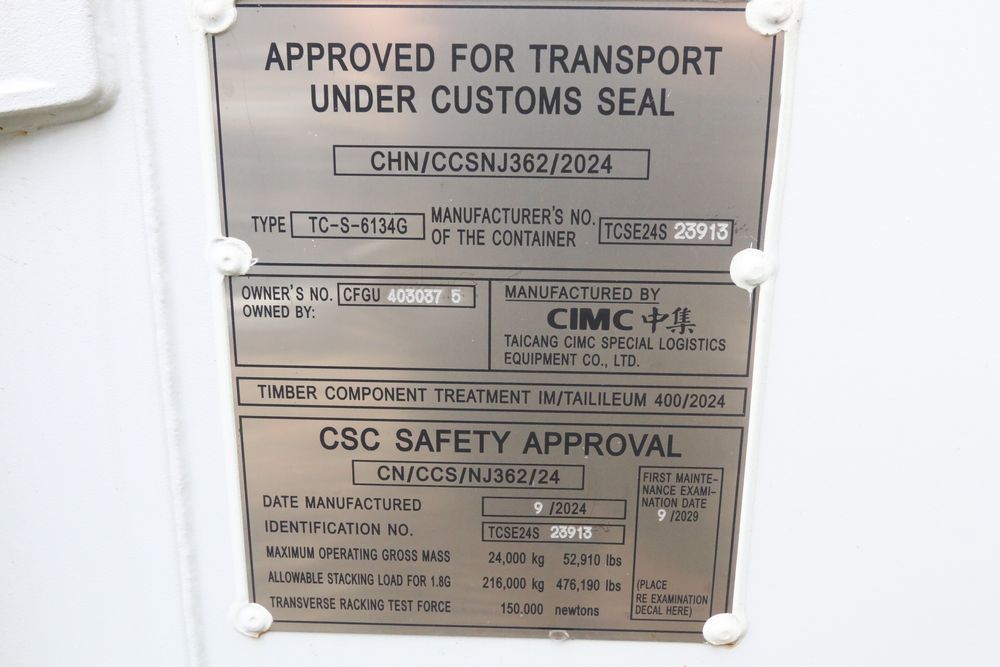 APPROVED FOR TRANSPORT
UNDER CUSTOMS SEAL
CHN/CCSNJ362/2024
TYPE TC-S-6134G MANUFACTURER'S NO. OF THE CONTAINER TCSE24S 23913
OWNER'S NO. CFGU 403037 5
OWNED BY:
MANUFACTURED BY
CIMC 中集
TAICANG CIMC SPECIAL LOGISTICS
EQUIPMENT CO., LTD.
TIMBER COMPONENT TREATMENT IM/TAILILEUM 400/2024
CSC SAFETY APPROVAL
CN/CCS/NJ362/24
DATE MANUFACTURED 9 /2024
IDENTIFICATION NO. TCSE24S 23913
MAXIMUM OPERATING GROSS MASS 24,000 kg 52,910 lbs
ALLOWABLE STACKING LOAD FOR 1.8G 216,000 kg 476,190 lbs
TRANSVERSE RACKING TEST FORCE 150.000 newtons
FIRST MAINTE-
NANCE EXAMI-
NATION DATE
9 /2029
(PLACE
RE EXAMINATION
DECAL HERE)